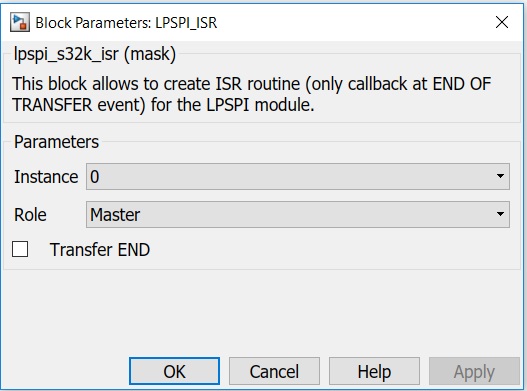 Block Parameters: LPSPI_ISR
lpspi_s32k_isr (mask)
This block allows to create ISR routine (only callback at END OF
TRANSFER event) for the LPSPI module.
Parameters
Instance 0
Role Master
Transfer END
OK Cancel Help Apply